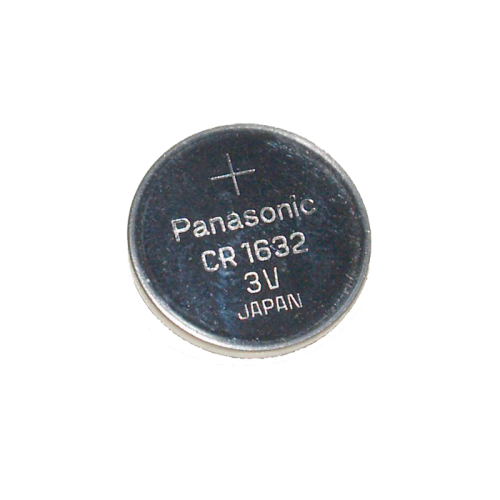 +
Panasonic
CR 1632
3V
JAPAN